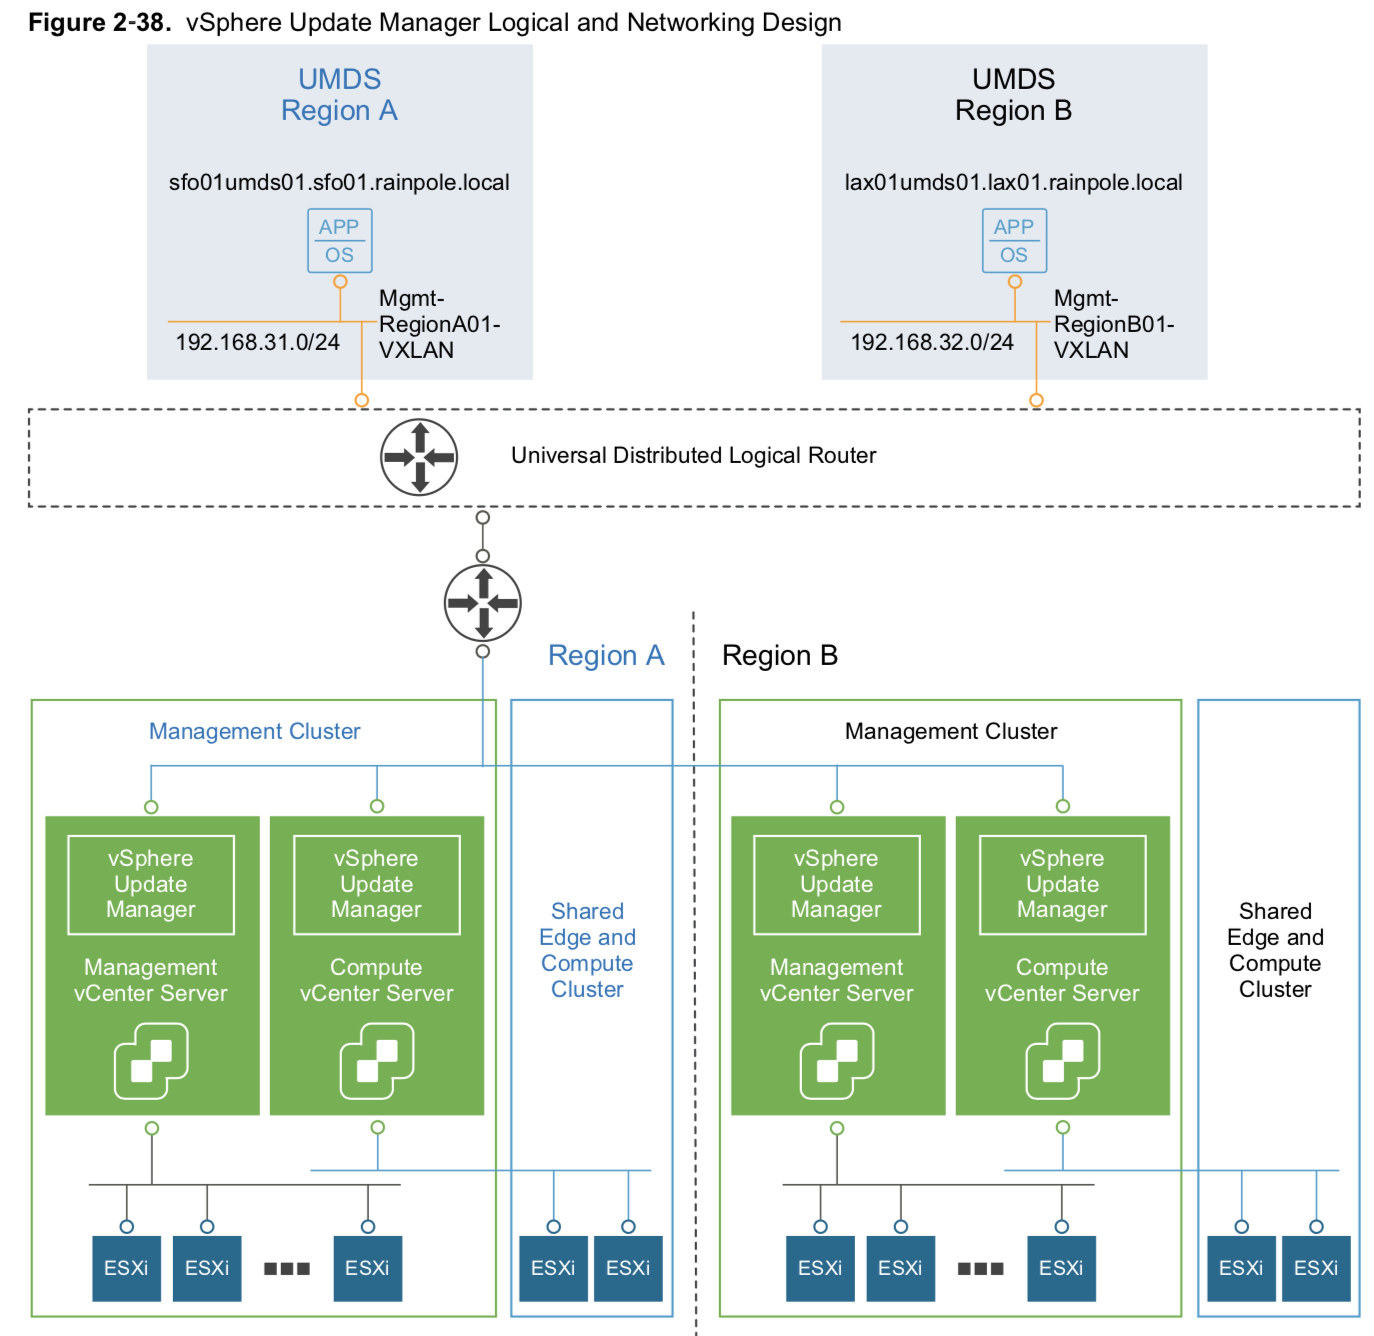 Figure 2-38. vSphere Update Manager Logical and Networking Design
UMDS
Region A
sfo01umds01.sfo01.rainpole.local
APP
OS
Mgmt-
RegionA01-
VXLAN
192.168.31.0/24
UMDS
Region B
lax01umds01.lax01.rainpole.local
APP
OS
Mgmt-
RegionB01-
VXLAN
192.168.32.0/24
Universal Distributed Logical Router
Region A
Region B
Management Cluster
vSphere
Update
Manager
Management
vCenter Server
vSphere
Update
Manager
Compute
vCenter Server
Shared
Edge and
Compute
Cluster
ESXi
ESXi
ESXi
ESXi
ESXi
Management Cluster
vSphere
Update
Manager
Management
vCenter Server
vSphere
Update
Manager
Compute
vCenter Server
Shared
Edge and
Compute
Cluster
ESXi
ESXi
ESXi
ESXi
ESXi